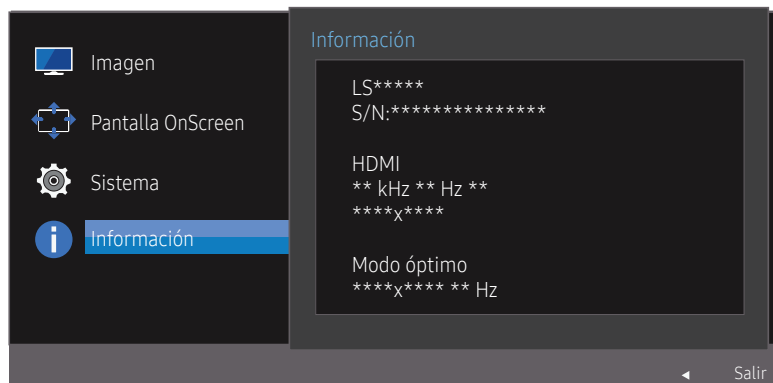 Imagen
Pantalla OnScreen
Sistema
Información
Información
LS*****
S/N:***************
HDMI
** kHz ** Hz **
****x****
Modo óptimo
****x**** ** Hz
Salir